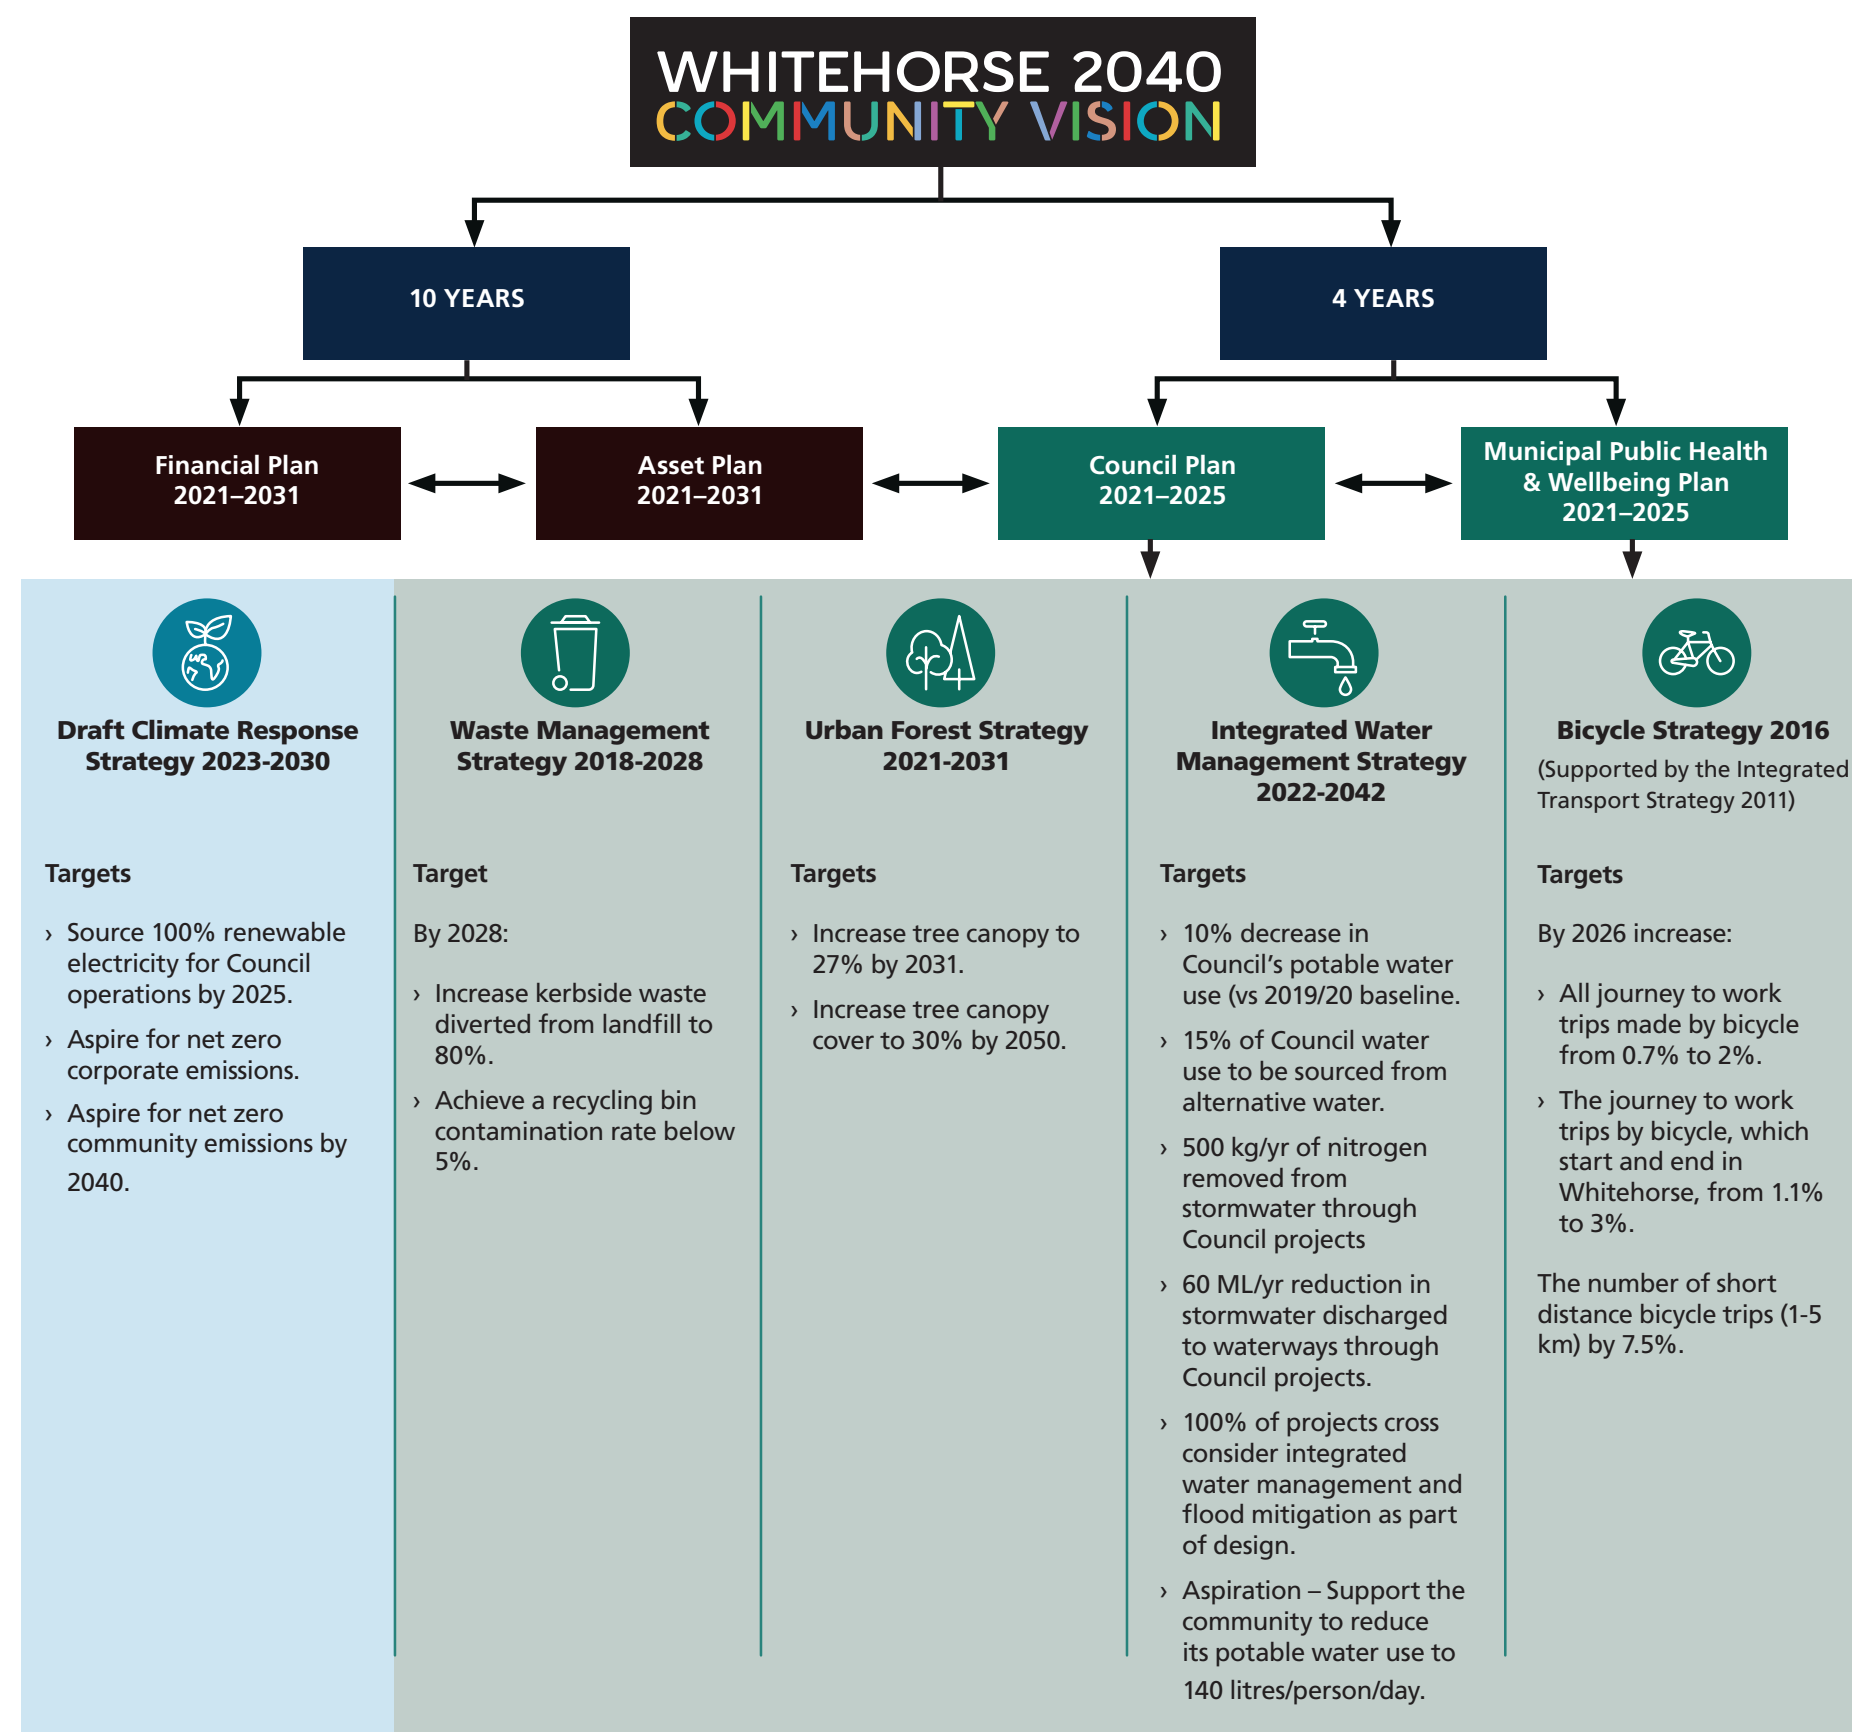 WHITEHORSE 2040
COMMUNITY VISION
10 YEARS
4 YEARS
Financial Plan
2021–2031
Asset Plan
2021–2031
Council Plan
2021–2025
Municipal Public Health
& Wellbeing Plan
2021–2025
Draft Climate Response
Strategy 2023-2030
Targets
› Source 100% renewable
electricity for Council
operations by 2025.
› Aspire for net zero
corporate emissions.
› Aspire for net zero
community emissions by
2040.
Waste Management
Strategy 2018-2028
Target
By 2028:
› Increase kerbside waste
diverted from landfill to
80%.
› Achieve a recycling bin
contamination rate below
5%.
Urban Forest Strategy
2021-2031
Targets
› Increase tree canopy to
27% by 2031.
› Increase tree canopy
cover to 30% by 2050.
Integrated Water
Management Strategy
2022-2042
Targets
› 10% decrease in
Council’s potable water
use (vs 2019/20 baseline.
› 15% of Council water
use to be sourced from
alternative water.
› 500 kg/yr of nitrogen
removed from
stormwater through
Council projects
› 60 ML/yr reduction in
stormwater discharged
to waterways through
Council projects.
› 100% of projects cross
consider integrated
water management and
flood mitigation as part
of design.
› Aspiration – Support the
community to reduce
its potable water use to
140 litres/person/day.
Bicycle Strategy 2016
(Supported by the Integrated
Transport Strategy 2011)
Targets
By 2026 increase:
› All journey to work
trips made by bicycle
from 0.7% to 2%.
› The journey to work
trips by bicycle, which
start and end in
Whitehorse, from 1.1%
to 3%.
The number of short
distance bicycle trips (1-5
km) by 7.5%.